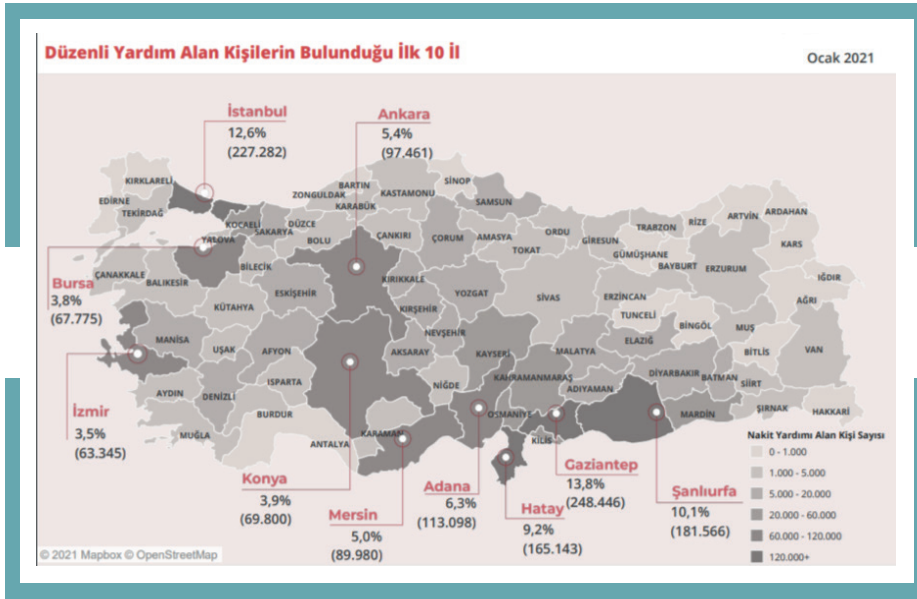 Düzenli Yardım Alan Kişilerin Bulunduğu İlk 10 İl
Ocak 2021
İstanbul
12,6%
(227.282)
Ankara
5,4%
(97.461)
KIRKLARELİ
EDİRNE
TEKİRDAĞ
KOCAELİ
YALOVA
SAKARYA
DÜZCE
ZONGULDAK
BARTIN
KARABÜK
KASTAMONU
SİNOP
SAMSUN
BOLU
ÇANKIRI
ÇORUM
AMASYA
TOKAT
ORDU
GİRESUN
TRABZON
RİZE
ARTVİN
ARDAHAN
KARS
GÜMÜŞHANE
BAYBURT
ERZURUM
IĞDIR
AĞRI
ÇANAKKALE
BALIKESİR
BİLECİK
ESKİŞEHİR
KÜTAHYA
KIRIKKALE
KIRŞEHİR
YOZGAT
SİVAS
ERZİNCAN
TUNCELİ
BİNGÖL
MUŞ
BİTLİS
VAN
Bursa
3,8%
(67.775)
MANİSA
UŞAK
AFYON
AKSARAY
NEVŞEHİR
KAYSERİ
MALATYA
ELAZIĞ
DİYARBAKIR
BATMAN
SİİRT
ŞIRNAK
HAKKARİ
MARDİN
ADIYAMAN
KAHRAMANMARAŞ
OSMANİYE
KİLİS
NİĞDE
KARAMAN
ISPARTA
DENİZLİ
AYDIN
MUĞLA
BURDUR
ANTALYA
İzmir
3,5%
(63.345)
Konya
3,9%
(69.800)
Mersin
5,0%
(89.980)
Adana
6,3%
(113.098)
Hatay
9,2%
(165.143)
Gaziantep
13,8%
(248.446)
Şanlıurfa
10,1%
(181.566)
Nakit Yardımı Alan Kişi Sayısı
0 - 1.000
1.000 - 5.000
5.000 - 20.000
20.000 - 60.000
60.000 - 120.000
120.000+
© 2021 Mapbox © OpenStreetMap